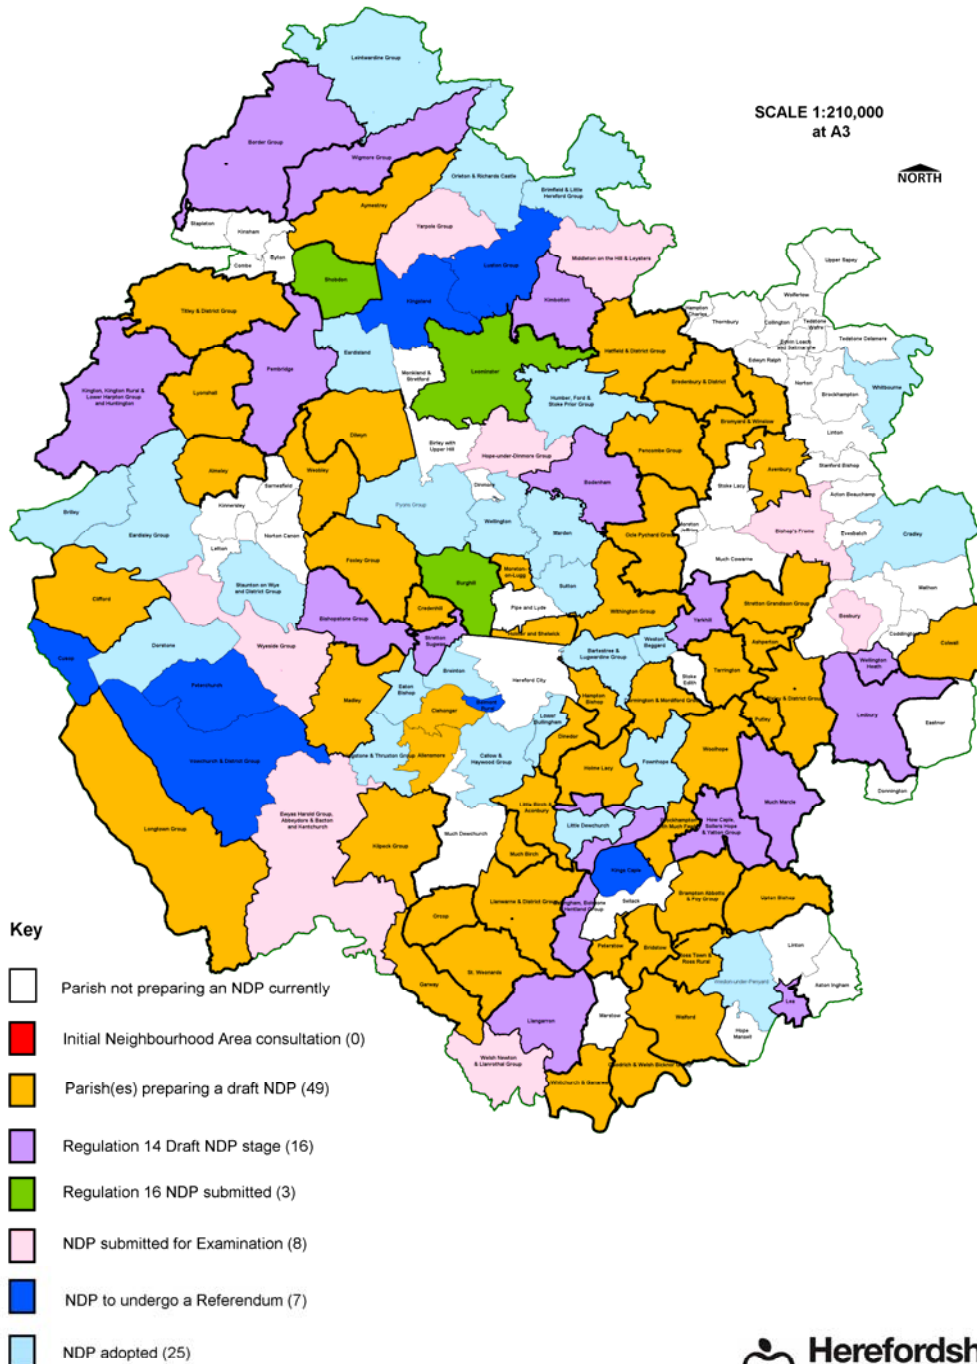 Leintwardine Group
SCALE 1:210,000
at A3
NORTH
Border Group
Wigmore Group
Orleton & Richards Castle
Brimfield & Little
Hereford Group
Aymestrey
Stapleton
Kinsham
Yarpole Group
Combe
Byton
Luston Group
Middleton on the Hill & Leysters
Upper Sapey
Shobdon
Kingsland
Kimbolton
Titley & District Group
Wolferlow
Hampton
Charles
Thornbury
Collington
Tedstone
Wafre
Tedstone Delamere
Edvin Loach
Edwyn Ralph
Eardisland
Monkland &
Stretford
Leominster
Hatfield & District Group
Pembridge
Kington, Kington Rural &
Lower Harpton Group
and Huntington
Lyonshall
Bredenbury & District
Norton
Whitbourne
Brockhampton
Humber, Ford &
Stoke Prior Group
Bromyard & Winslow
Linton
Dilwyn
Birley with
Upper Hill
Hope-under-Dinmore Group
Pencombe Group
Stanford Bishop
Almeley
Weobley
Avenbury
Sarnesfield
Dinmore
Bodenham
Stoke Lacy
Acton Beauchamp
Kinnersley
Pyons Group
Brilley
Wellington
Marden
Ocle Pychard Group
Bishop's Frome
Evesbatch
Cradley
Eardisley Group
Norton Canon
Letton
Much Cowarne
Foxley Group
Moreton-
on-Lugg
Burghill
Staunton on Wye
and District Group
Sutton
Mathon
Clifford
Credenhill
Pipe and Lyde
Withington Group
Stretton Grandison Group
Bosbury
Bishopstone Group
Yarkhill
Coddington
Stretton
Sugwas
Holmer and Shelwick
Ashperton
Colwall
Dorstone
Wyeside Group
Breinton
Bartestree &
Lugwardine Group
Weston
Beggard
Wellington
Heath
Cusop
Peterchurch
Hereford City
Stoke
Edith
Tarrington
Eaton
Bishop
Madley
Hampton
Bishop
Dormington & Mordiford Group
Clehonger
Belmont
Rural
Lower
Bullingham
Putley
Ledbury
Eastnor
Dinedor
Allensmore
Callow &
Haywood Group
Fownhope
Woolhope
Holme Lacy
Vowchurch & District Group
Donnington
Much Marcle
Longtown Group
Ewyas Harold Group,
Abbeydore & Bacton
and Kentchurch
Little Birch &
Aconbury
Little Dewchurch
How Caple,
Sollers Hope
& Yatton Group
Much Dewchurch
Kilpeck Group
Much Birch
Kings Caple
Sellack
Brampton Abbotts
& Foy Group
Upton Bishop
Llanwarne & District Group
Orcop
Peterstow
Bridstow
Ross Town &
Ross Rural
Linton
St. Weonards
Weston-under-Penyard
Aston Ingham
Garway
Lea
Llangarron
Marstow
Walford
Hope
Mansell
Welsh Newton
& Llanrothal Group
Goodrich & Welsh Bicknor Group
Whitchurch & Ganarew
Key
Parish not preparing an NDP currently
Initial Neighbourhood Area consultation (0)
Parish(es) preparing a draft NDP (49)
Regulation 14 Draft NDP stage (16)
Regulation 16 NDP submitted (3)
NDP submitted for Examination (8)
NDP to undergo a Referendum (7)
NDP adopted (25)
Herefordsh